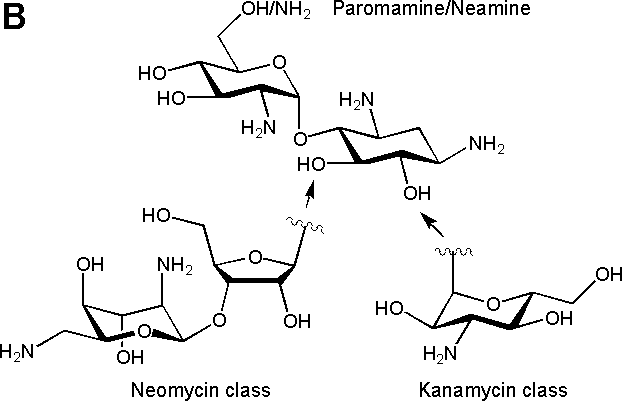 B
OH/NH2 Paromamine/Neamine
O
HO
HO
H2N
H2N
O
NH2
HO
OH
HO
O
OH
NH2
O
OH
O
OH
H2N
OH
HO
O
OH
OH
H2N
Neomycin class Kanamycin class